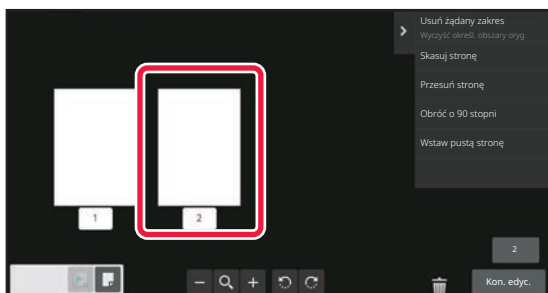 Usuń żądany zakres
Wyczyść określ. obszary oryg.
Skasuj stronę
Przesuń stronę
Obróć o 90 stopni
Wstaw pustą stronę
1
2
2
Kon. edyc.